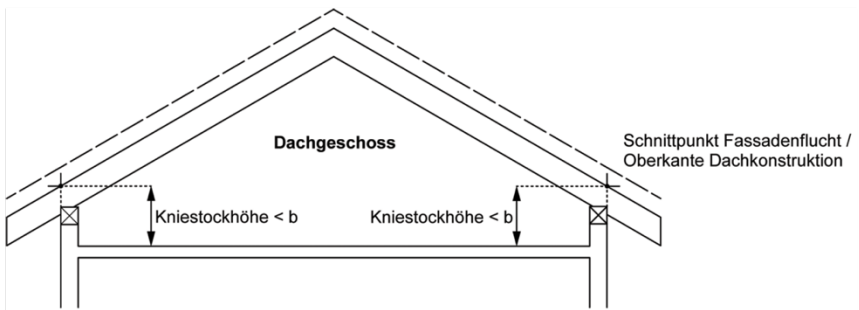 Dachgeschoss
Schnittpunkt Fassadenflucht /
Oberkante Dachkonstruktion
Kniestockhöhe < b
Kniestockhöhe < b